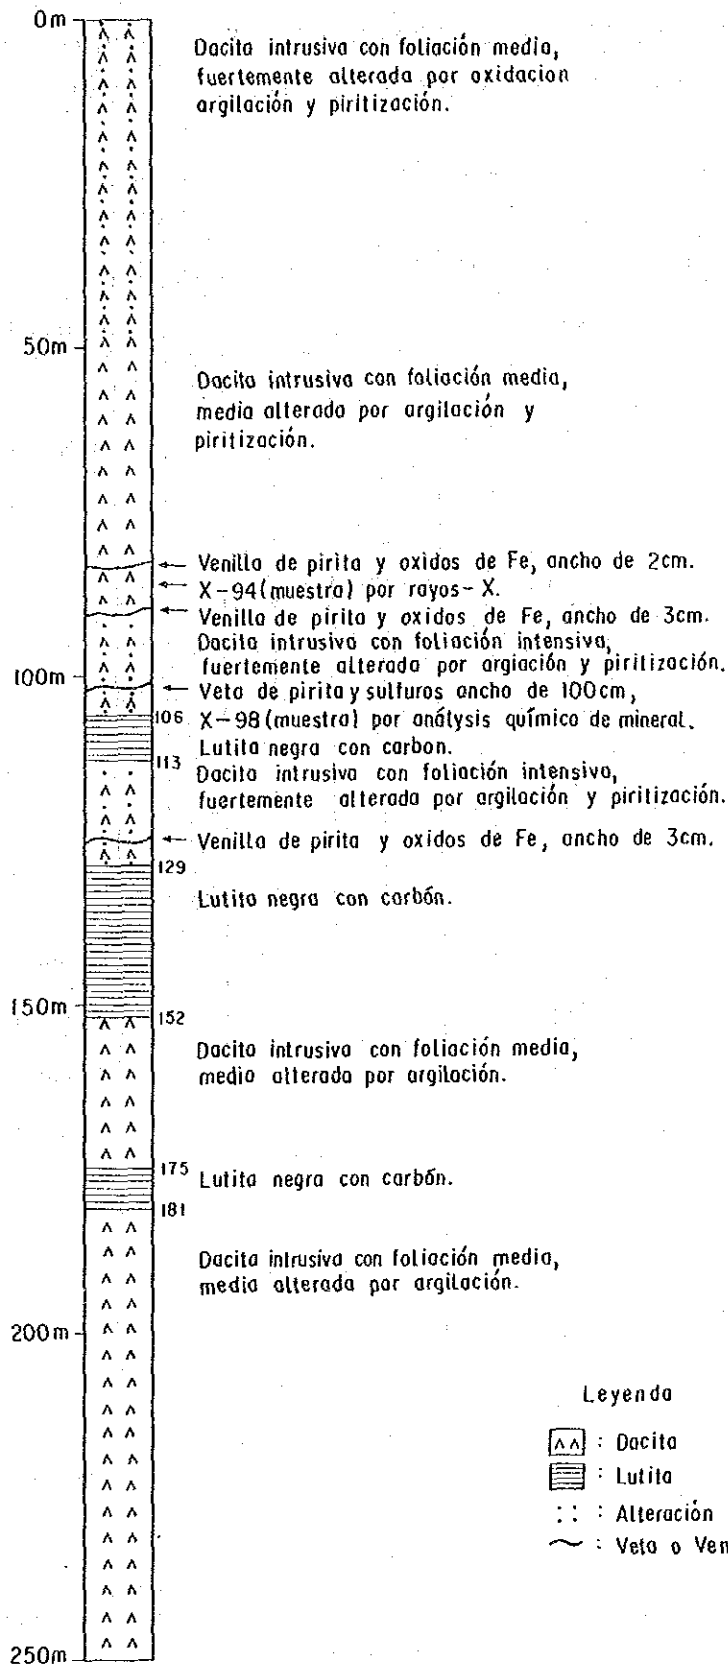 0m
Dacita intrusiva con foliación media,
fuertemente alterada por oxidacion
argilación y piritización.
50m
Dacita intrusiva con foliación media,
media alterada por argilación y
piritización.
Venilla de pirita y oxidos de Fe, ancho de 2cm.
X-94(muestra) por rayos-X.
Venilla de pirita y oxidos de Fe, ancho de 3cm.
Dacita intrusiva con foliación intensiva,
fuertemente alterada por argiación y piritización.
100m
Veta de pirita y sulfuros ancho de 100cm,
106 X-98(muestra) por análysis químico de mineral.
Lutita negra con carbon.
113
Dacita intrusiva con foliación intensiva,
fuertemente alterada por argilación y piritización.
Venilla de pirita y oxidos de Fe, ancho de 3cm.
129
Lutita negra con carbón.
150m
152
Dacita intrusiva con foliación media,
media alterada por argilación.
175
Lutita negra con carbón.
181
Dacita intrusiva con foliación media,
media alterada por argilación.
200m
Leyenda
: Dacita
: Lutita
: Alteración
: Veta o Ven
250m